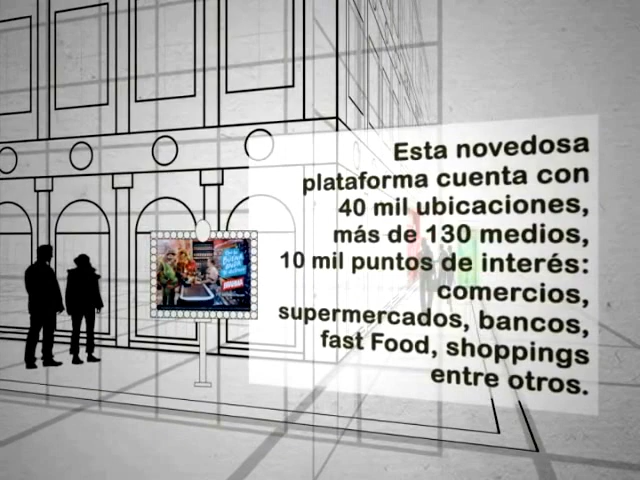 Esta novedosa
plataforma cuenta con
40 mil ubicaciones,
más de 130 medios,
10 mil puntos de interés:
comercios,
supermercados, bancos,
fast Food, shoppings
entre otros.